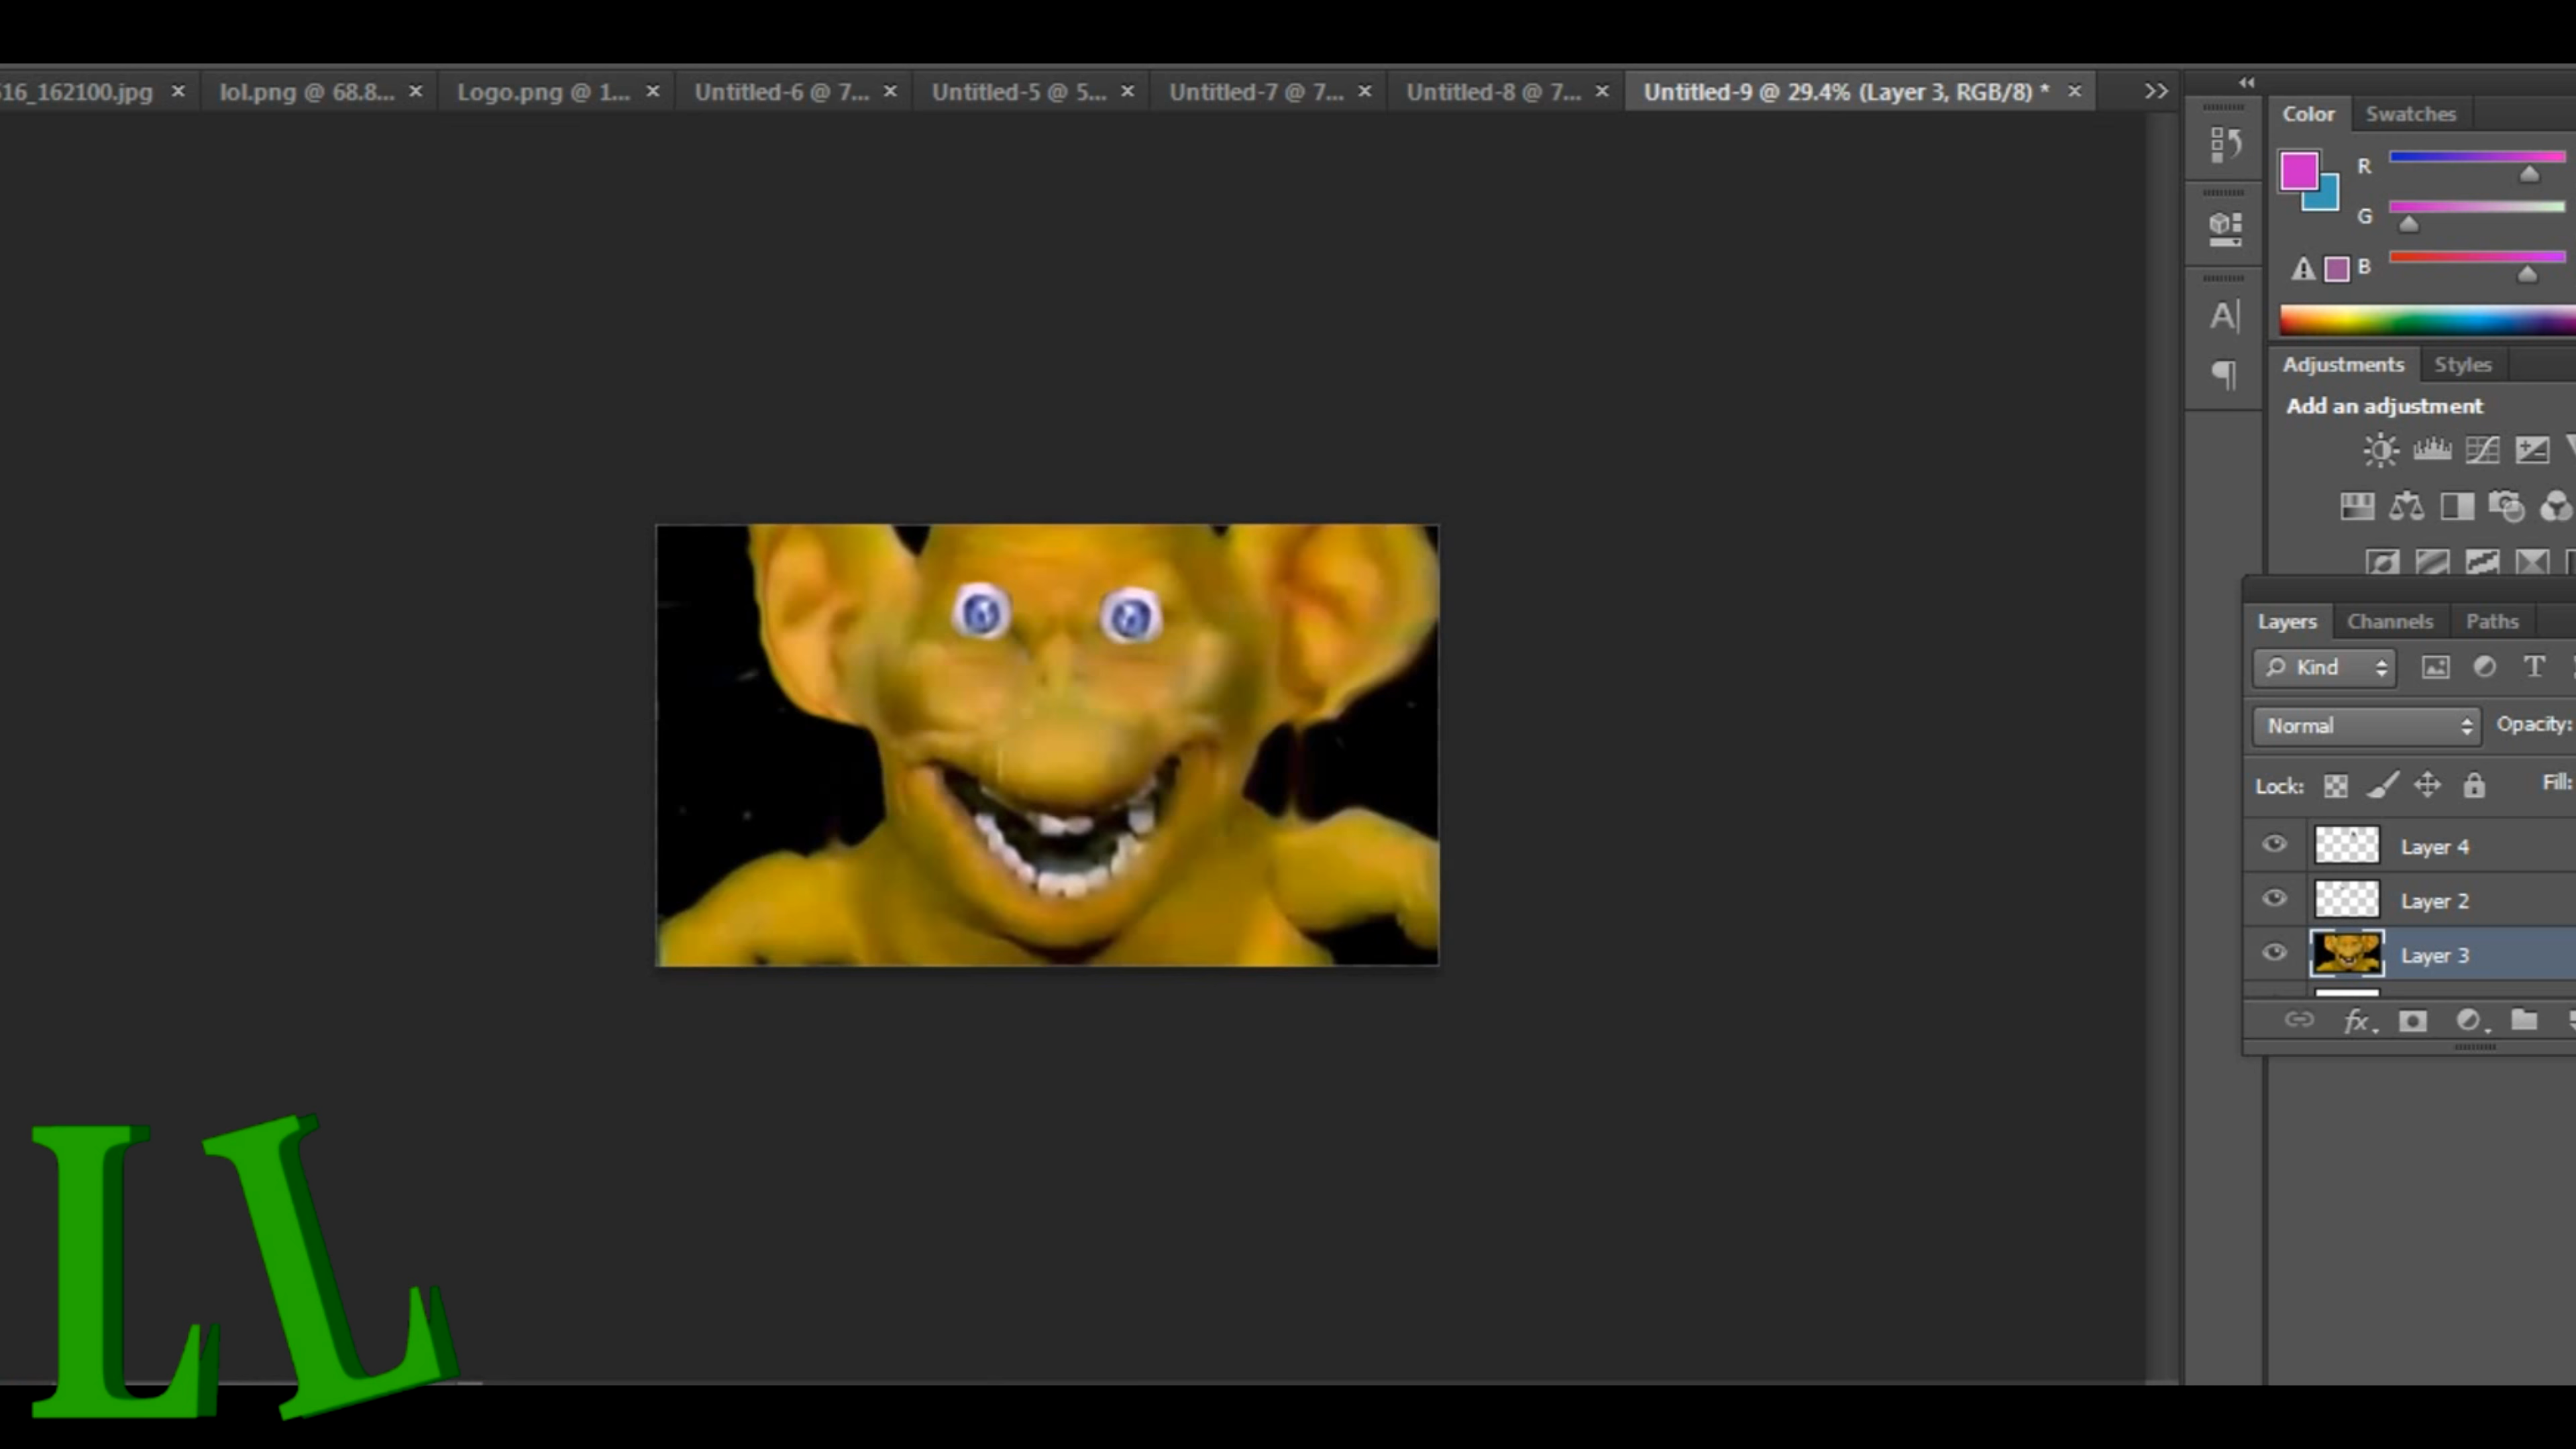 516_162100.jpg × lol.png @ 68.8... × Logo.png @ 1... × Untitled-6 @ 7... × Untitled-5 @ 5... × Untitled-7 @ 7... × Untitled-8 @ 7... × Untitled-9 @ 29.4% (Layer 3, RGB/8) * ×
Color Swatches
R
G
B
A
Adjustments Styles
Add an adjustment
Layers Channels Paths
Kind T
Normal Opacity:
Lock: Fill:
Layer 4
Layer 2
Layer 3
fx
LL